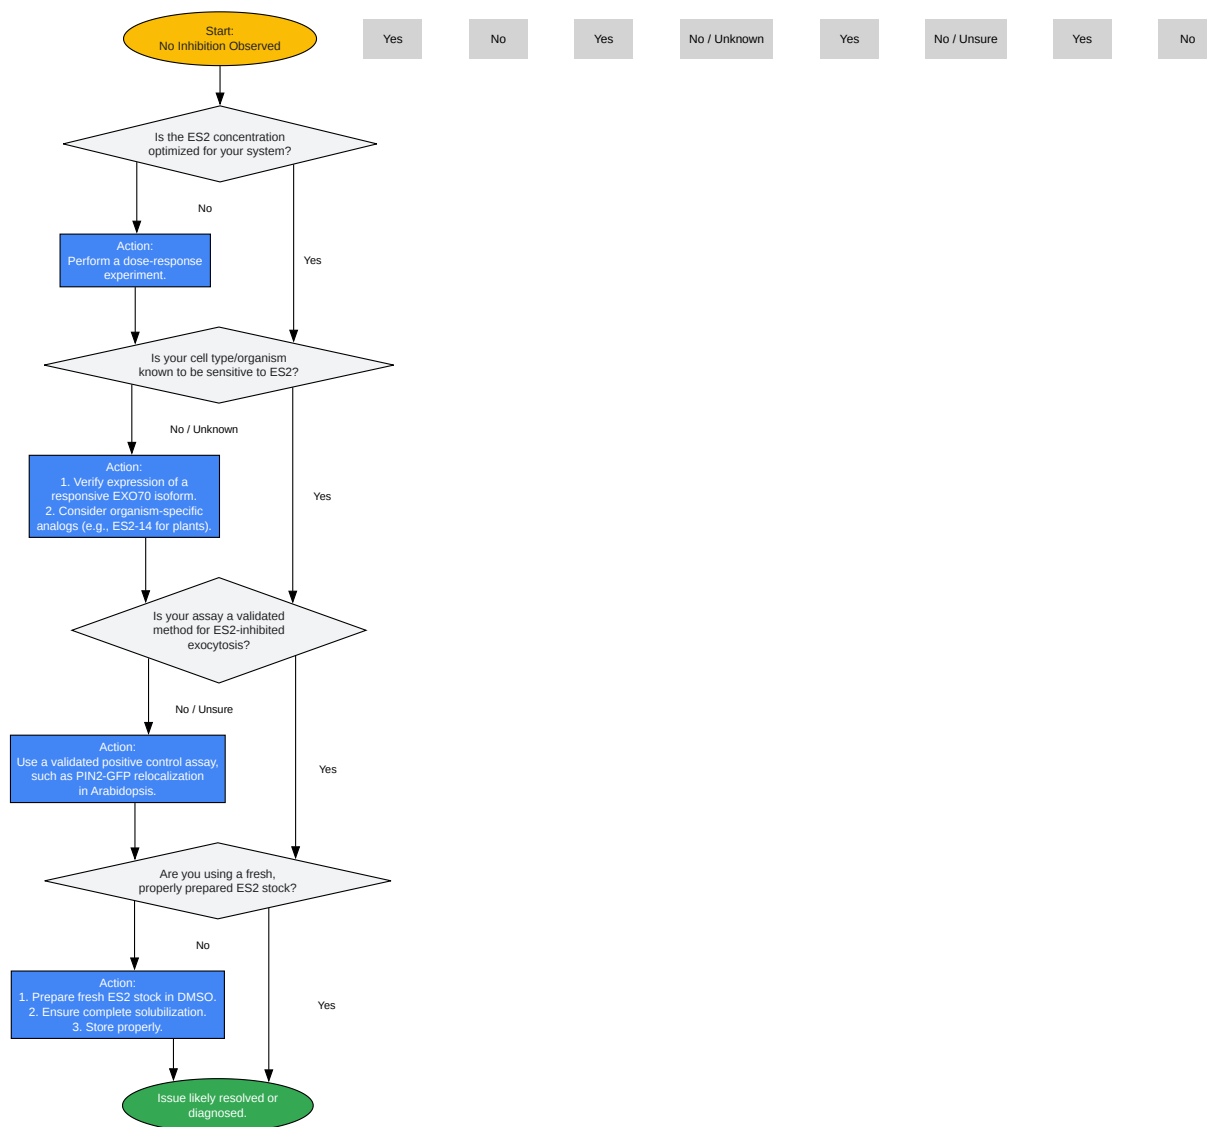 Start:
No Inhibition Observed
Yes
No
Yes
No / Unknown
Yes
No / Unsure
Yes
No
Is the ES2 concentration
optimized for your system?
No
Action:
Perform a dose-response
experiment.
Yes
Is your cell type/organism
known to be sensitive to ES2?
No / Unknown
Action:
1. Verify expression of a
responsive EXO70 isoform.
2. Consider organism-specific
analogs (e.g., ES2-14 for plants).
Yes
Is your assay a validated
method for ES2-inhibited
exocytosis?
No / Unsure
Action:
Use a validated positive control assay,
such as PIN2-GFP relocalization
in Arabidopsis.
Yes
Are you using a fresh,
properly prepared ES2 stock?
No
Action:
1. Prepare fresh ES2 stock in DMSO.
2. Ensure complete solubilization.
3. Store properly.
Yes
Issue likely resolved or
diagnosed.